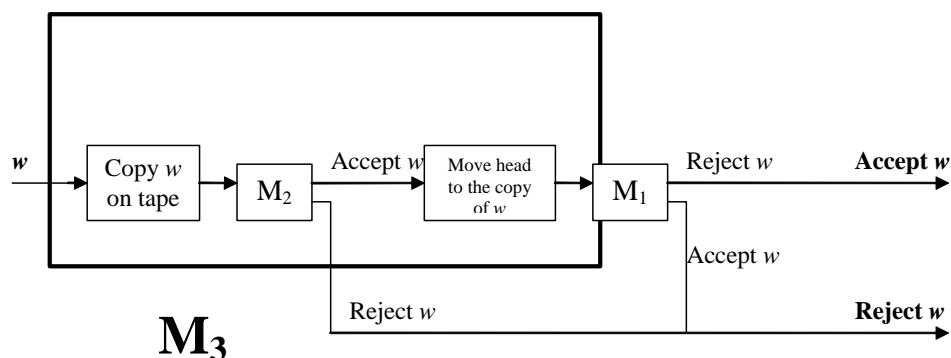 w
Copy w
on tape
M₂
Accept w
Move head
to the copy
of w
M₁
Reject w
Accept w
Accept w
Reject w
Reject w
M₃